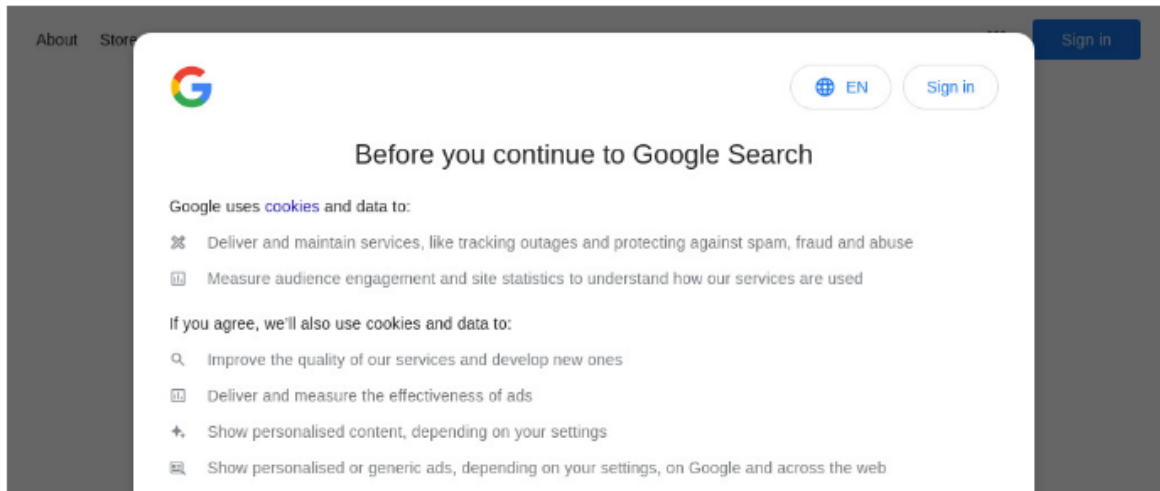 About Store
Sign in
EN
Sign in
Before you continue to Google Search
Google uses cookies and data to:
Deliver and maintain services, like tracking outages and protecting against spam, fraud and abuse
Measure audience engagement and site statistics to understand how our services are used
If you agree, we'll also use cookies and data to:
Improve the quality of our services and develop new ones
Deliver and measure the effectiveness of ads
Show personalised content, depending on your settings
Show personalised or generic ads, depending on your settings, on Google and across the web